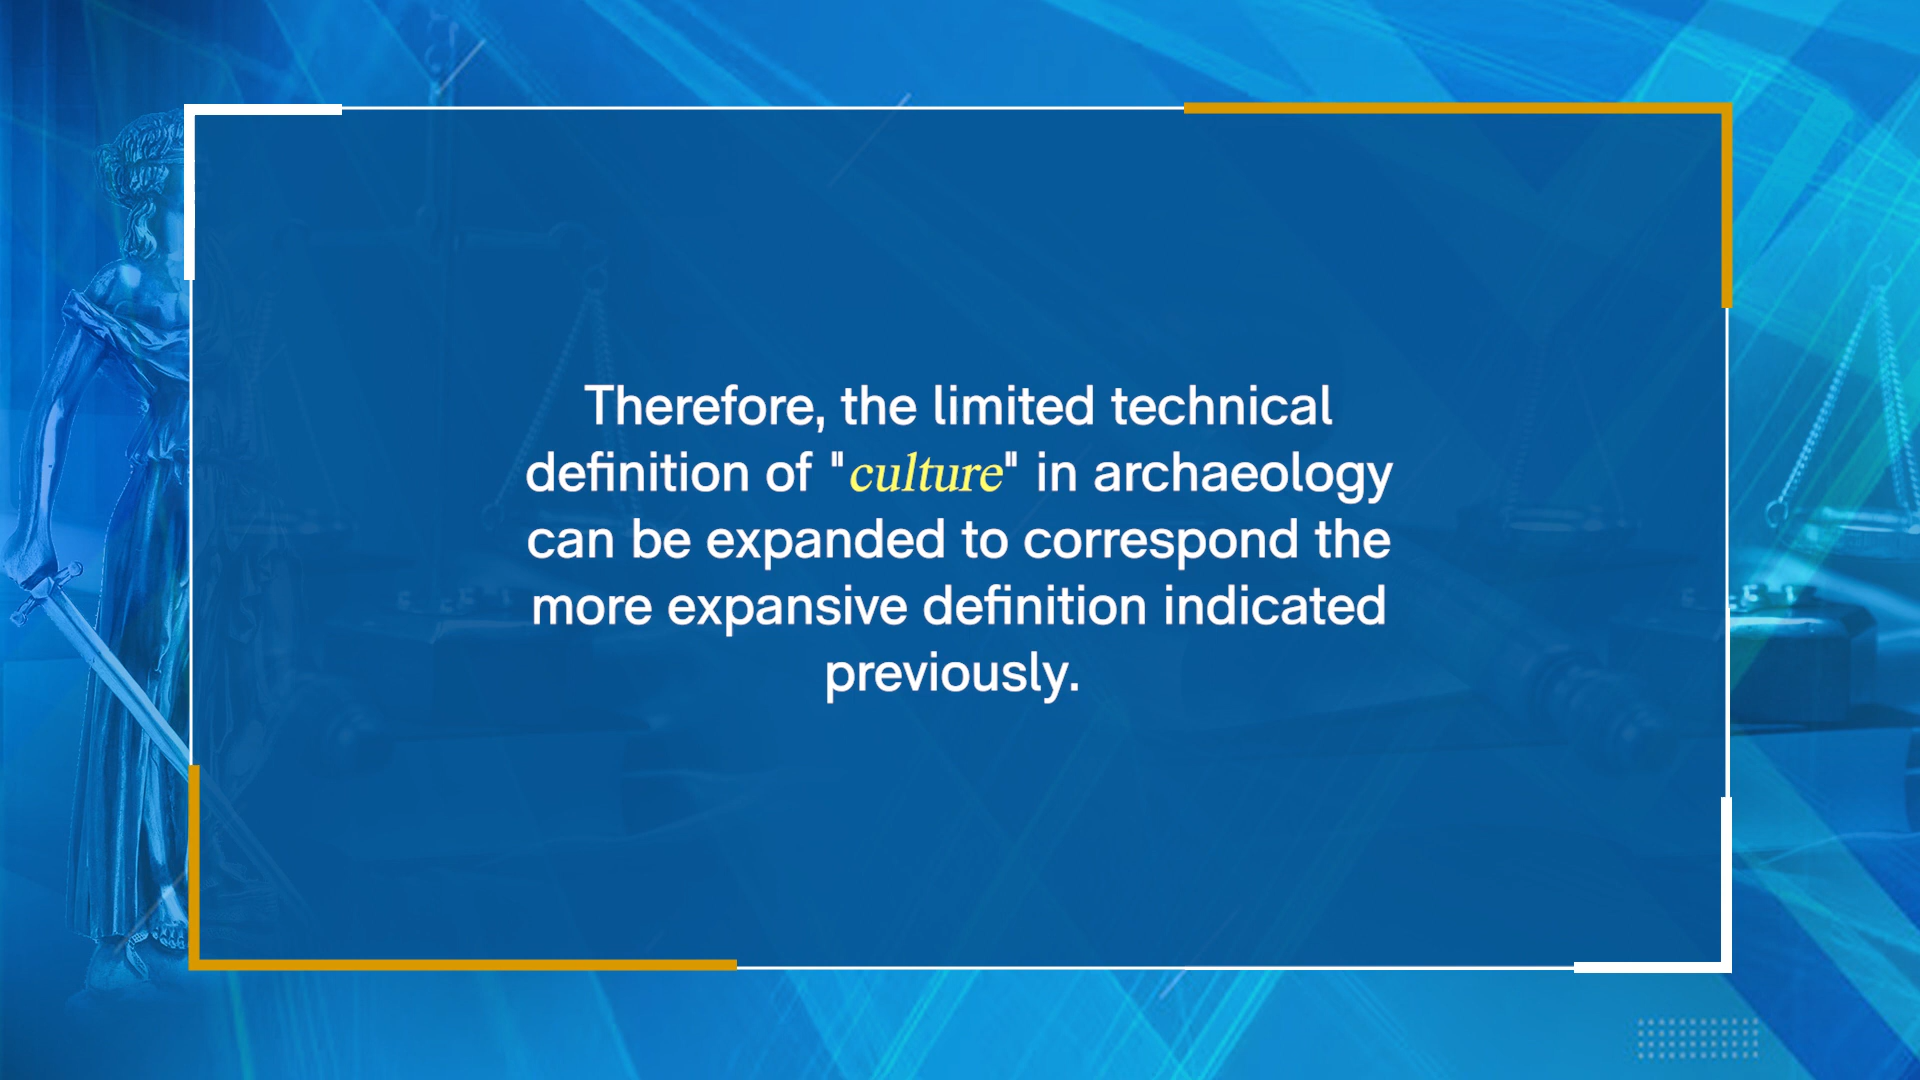 Therefore, the limited technical
definition of "culture" in archaeology
can be expanded to correspond the
more expansive definition indicated
previously.